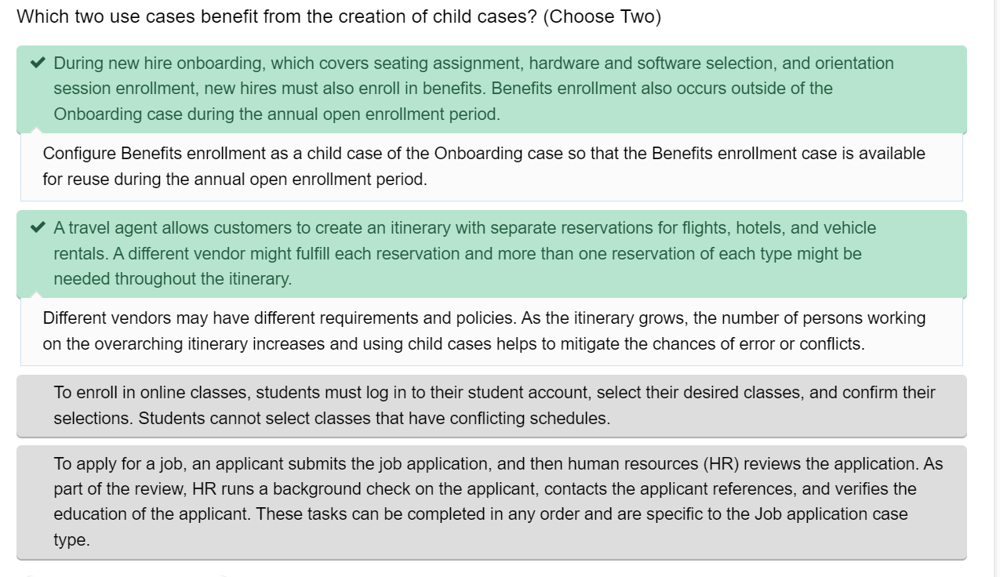 Which two use cases benefit from the creation of child cases? (Choose Two)
During new hire onboarding, which covers seating assignment, hardware and software selection, and orientation
session enrollment, new hires must also enroll in benefits. Benefits enrollment also occurs outside of the
Onboarding case during the annual open enrollment period.
Configure Benefits enrollment as a child case of the Onboarding case so that the Benefits enrollment case is available
for reuse during the annual open enrollment period.
A travel agent allows customers to create an itinerary with separate reservations for flights, hotels, and vehicle
rentals. A different vendor might fulfill each reservation and more than one reservation of each type might be
needed throughout the itinerary.
Different vendors may have different requirements and policies. As the itinerary grows, the number of persons working
on the overarching itinerary increases and using child cases helps to mitigate the chances of error or conflicts.
To enroll in online classes, students must log in to their student account, select their desired classes, and confirm their
selections. Students cannot select classes that have conflicting schedules.
To apply for a job, an applicant submits the job application, and then human resources (HR) reviews the application. As
part of the review, HR runs a background check on the applicant, contacts the applicant references, and verifies the
education of the applicant. These tasks can be completed in any order and are specific to the Job application case
type.